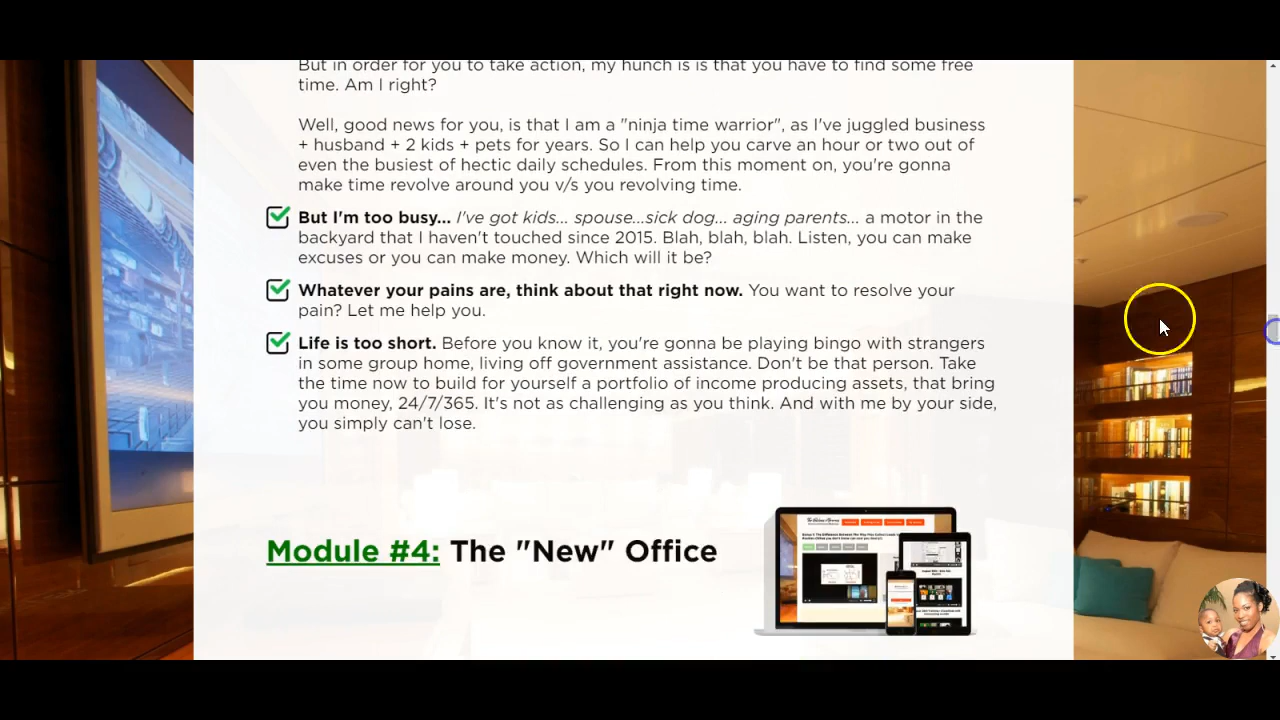 But in order for you to take action, my hunch is is that you have to find some free
time. Am I right?
Well, good news for you, is that I am a "ninja time warrior", as I've juggled business
+ husband + 2 kids + pets for years. So I can help you carve an hour or two out of
even the busiest of hectic daily schedules. From this moment on, you're gonna
make time revolve around you v/s you revolving time.
But I'm too busy... I've got kids... spouse...sick dog... aging parents... a motor in the
backyard that I haven't touched since 2015. Blah, blah, blah. Listen, you can make
excuses or you can make money. Which will it be?
Whatever your pains are, think about that right now. You want to resolve your
pain? Let me help you.
Life is too short. Before you know it, you're gonna be playing bingo with strangers
in some group home, living off government assistance. Don't be that person. Take
the time now to build for yourself a portfolio of income producing assets, that bring
you money, 24/7/365. It's not as challenging as you think. And with me by your side,
you simply can't lose.
Module #4: The "New" Office